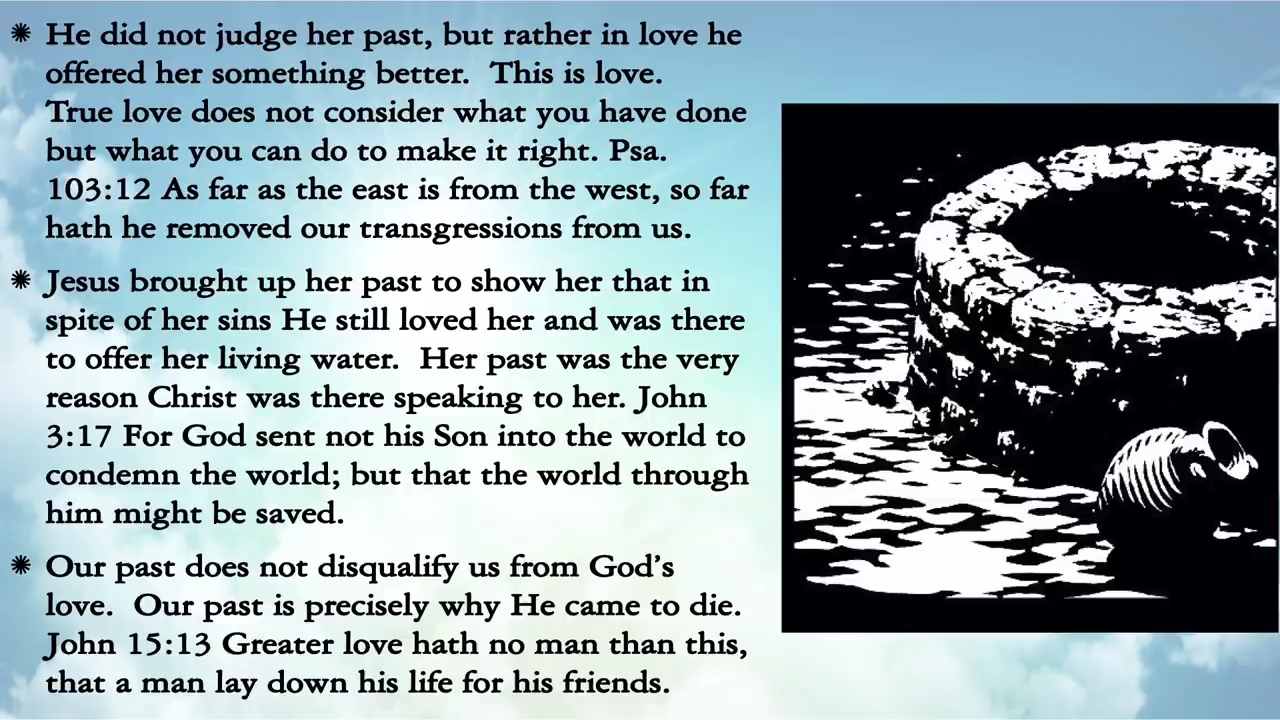 He did not judge her past, but rather in love he
offered her something better.  This is love.
True love does not consider what you have done
but what you can do to make it right. Psa.
103:12 As far as the east is from the west, so far
hath he removed our transgressions from us.
Jesus brought up her past to show her that in
spite of her sins He still loved her and was there
to offer her living water.  Her past was the very
reason Christ was there speaking to her. John
3:17 For God sent not his Son into the world to
condemn the world; but that the world through
him might be saved.
Our past does not disqualify us from God’s
love.  Our past is precisely why He came to die.
John 15:13 Greater love hath no man than this,
that a man lay down his life for his friends.